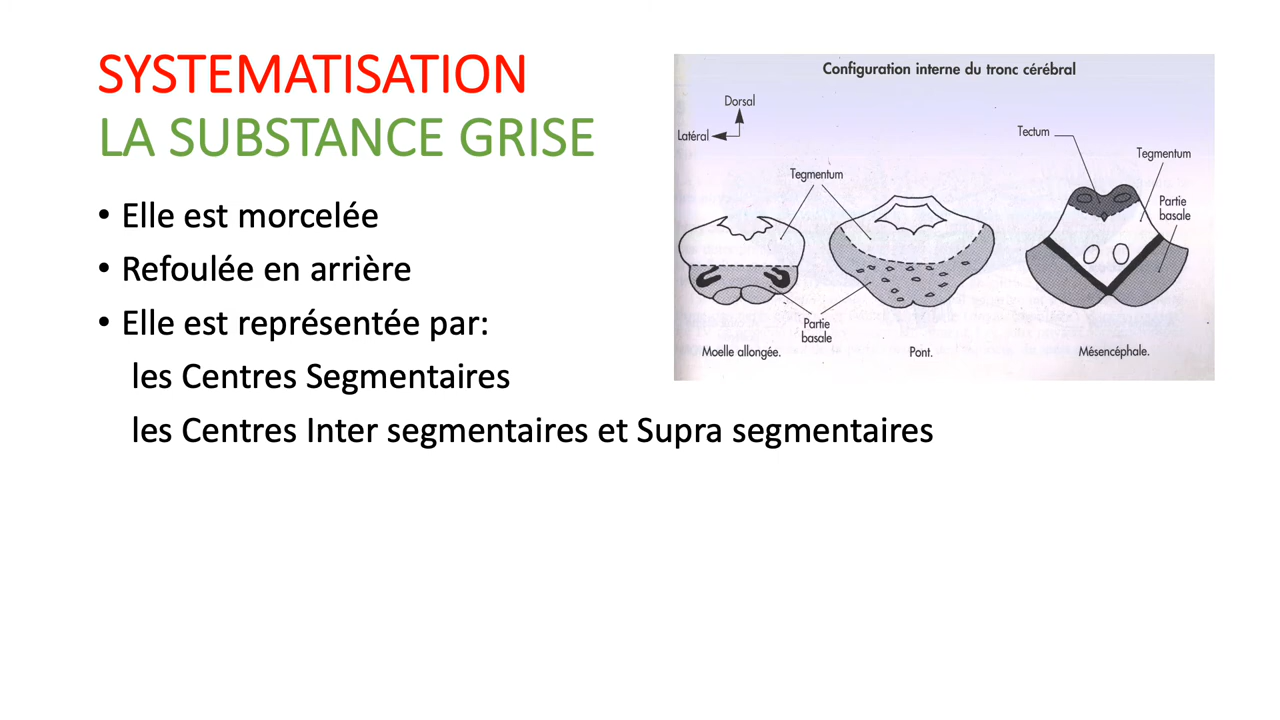 SYSTEMATISATION
LA SUBSTANCE GRISE
• Elle est morcelée
• Refoulée en arrière
• Elle est représentée par:
les Centres Segmentaires
les Centres Inter segmentaires et Supra segmentaires
Configuration interne du tronc cérébral
Dorsal
Latéral
Tegmentum
Tectum
Tegmentum
Partie
basale
Partie
basale
Moelle allongée.
Pont.
Mésencéphale.